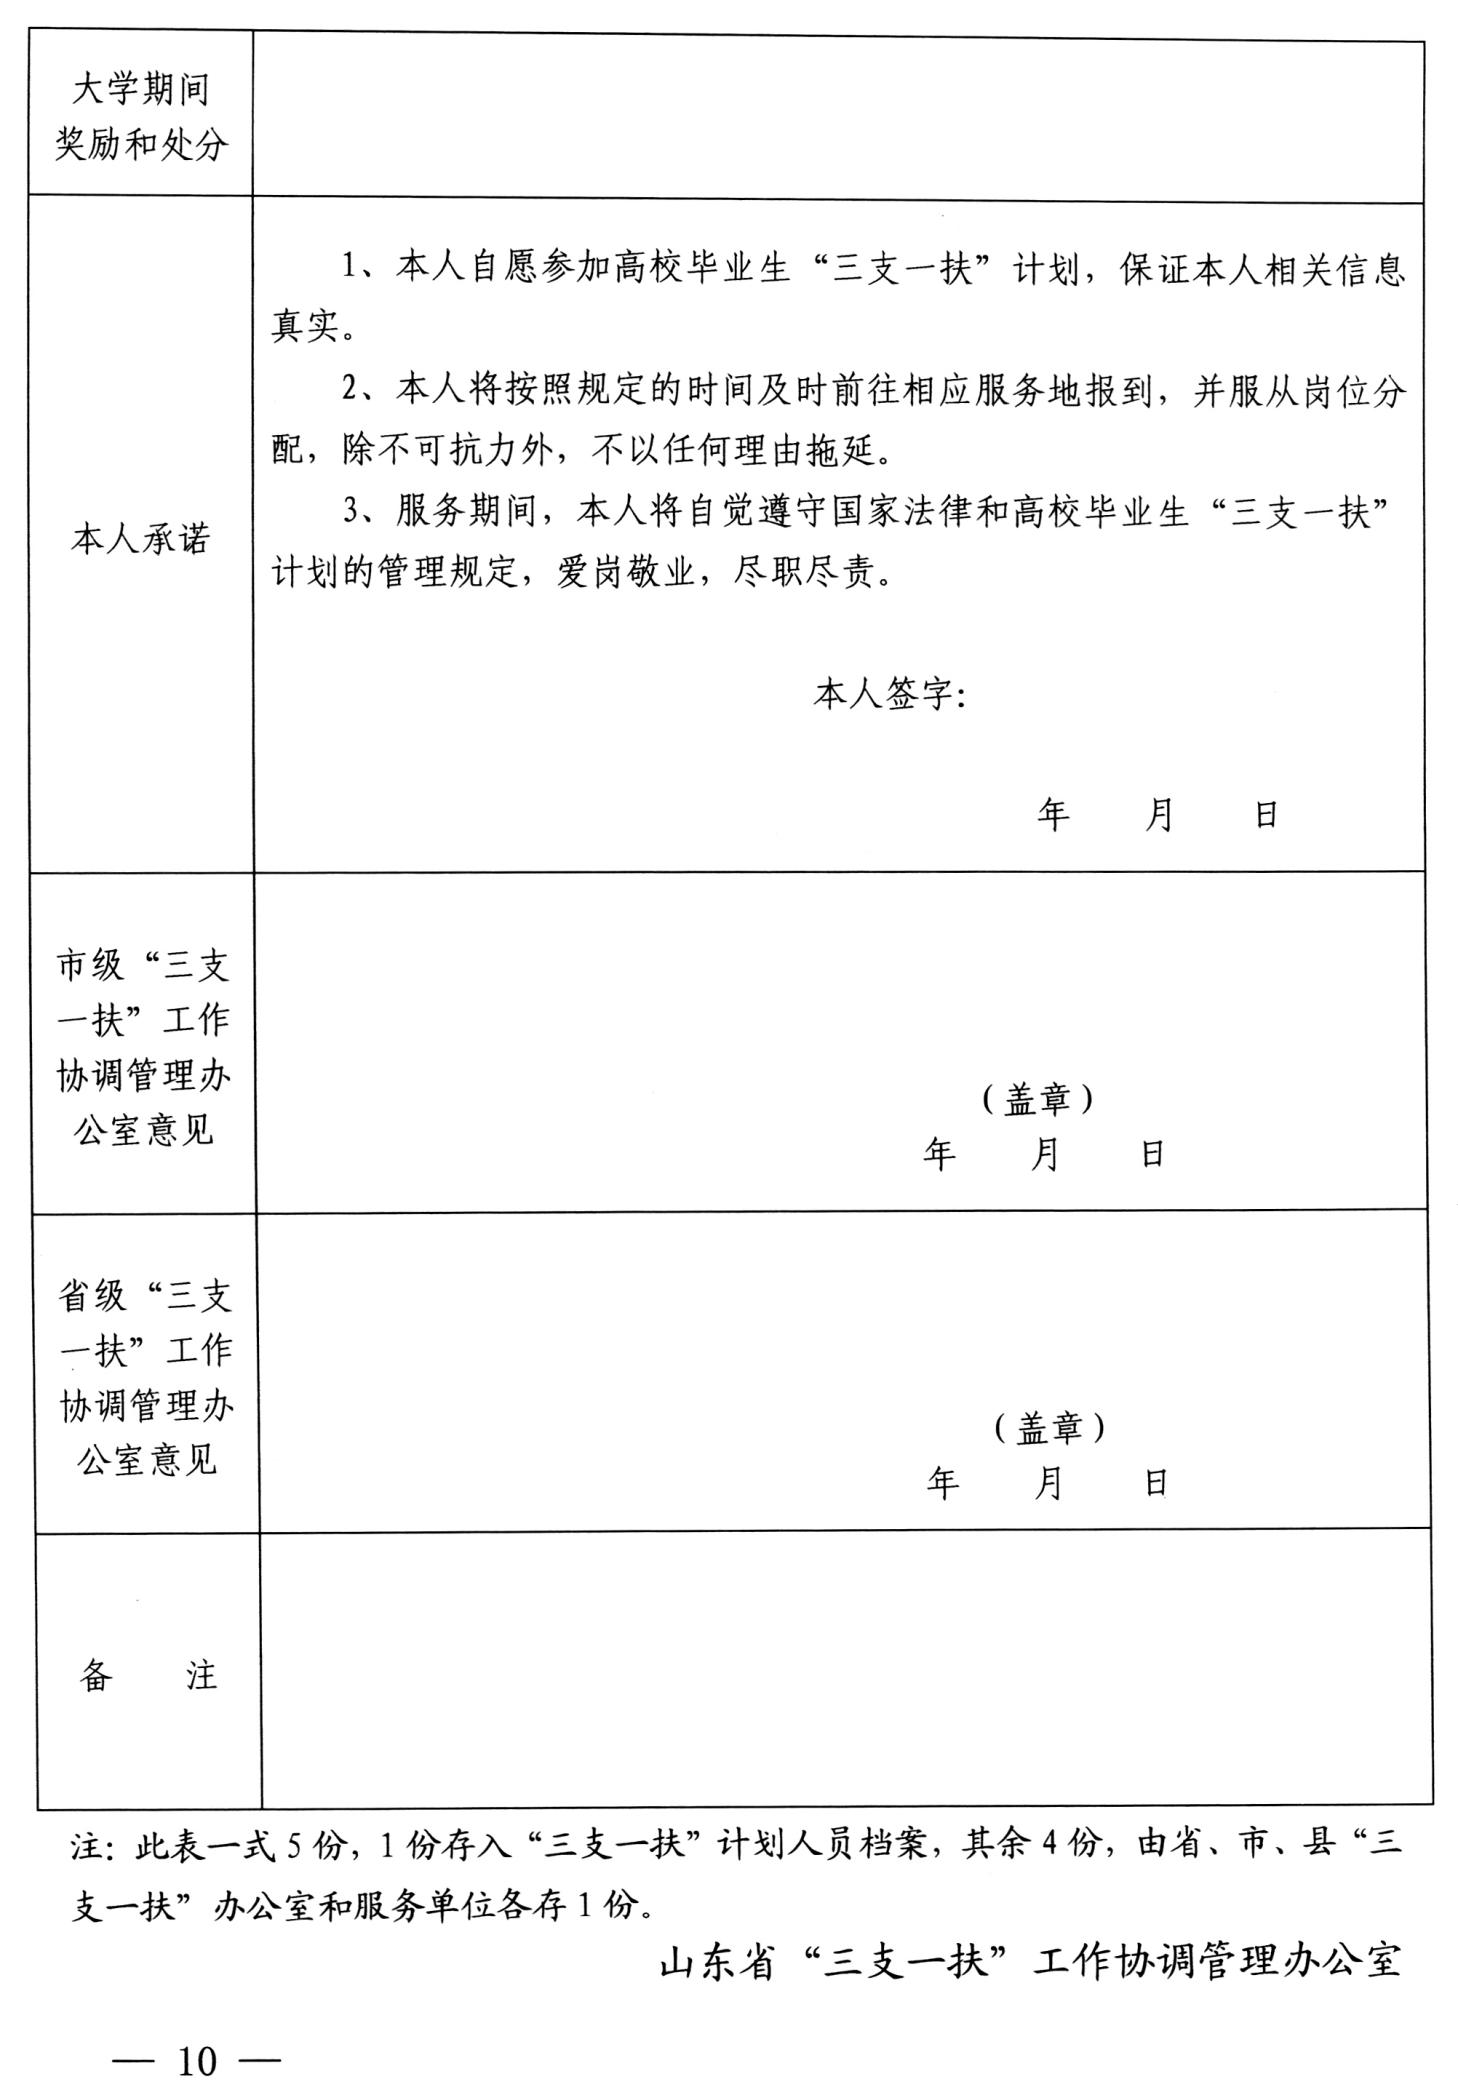 大学期间
奖励和处分
1、本人自愿参加高校毕业生“三支一扶”计划，保证本人相关信息
真实。
2、本人将按照规定的时间及时前往相应服务地报到，并服从岗位分
配，除不可抗力外，不以任何理由拖延。
3、服务期间，本人将自觉遵守国家法律和高校毕业生“三支一扶”
计划的管理规定，爱岗敬业，尽职尽责。
本人承诺
本人签字：
年 月 日
市级“三支
一扶”工作
协调管理办
公室意见
（盖章）
年 月 日
省级“三支
一扶”工作
协调管理办
公室意见
（盖章）
年 月 日
备 注
注：此表一式5份，1份存入“三支一扶”计划人员档案，其余4份，由省、市、县“三
支一扶”办公室和服务单位各存1份。
山东省“三支一扶”工作协调管理办公室
— 10 —